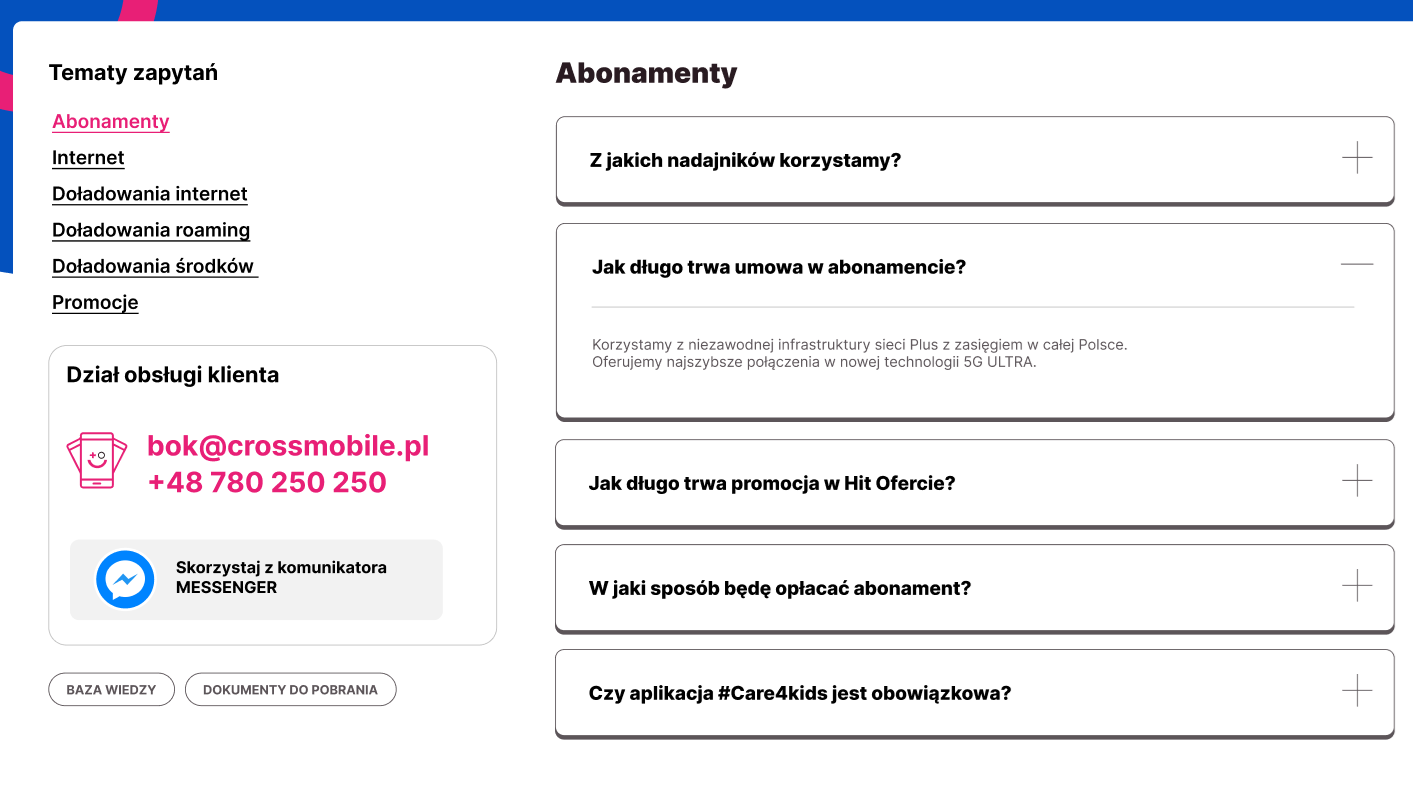 Tematy zapytań
Abonamenty
Internet
Doładowania internet
Doładowania roaming
Doładowania środków
Promocje
Dział obsługi klienta
bok@crossmobile.pl
+48 780 250 250
Skorzystaj z komunikatora
MESSENGER
BAZA WIEDZY
DOKUMENTY DO POBRANIA
Abonamenty
Z jakich nadajników korzystamy?
Jak długo trwa umowa w abonamencie?
Korzystamy z niezawodnej infrastruktury sieci Plus z zasięgiem w całej Polsce.
Oferujemy najszybsze połączenia w nowej technologii 5G ULTRA.
Jak długo trwa promocja w Hit Ofercie?
W jaki sposób będę opłacać abonament?
Czy aplikacja #Care4kids jest obowiązkowa?